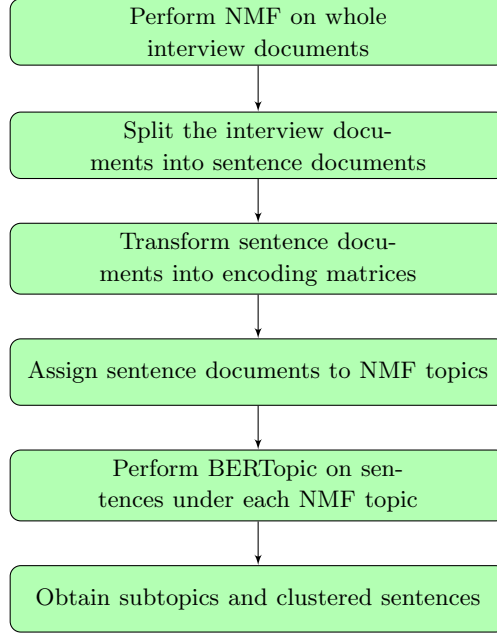 Perform NMF on whole
interview documents
Split the interview docu-
ments into sentence documents
Transform sentence docu-
ments into encoding matrices
Assign sentence documents to NMF topics
Perform BERTopic on sen-
tences under each NMF topic
Obtain subtopics and clustered sentences